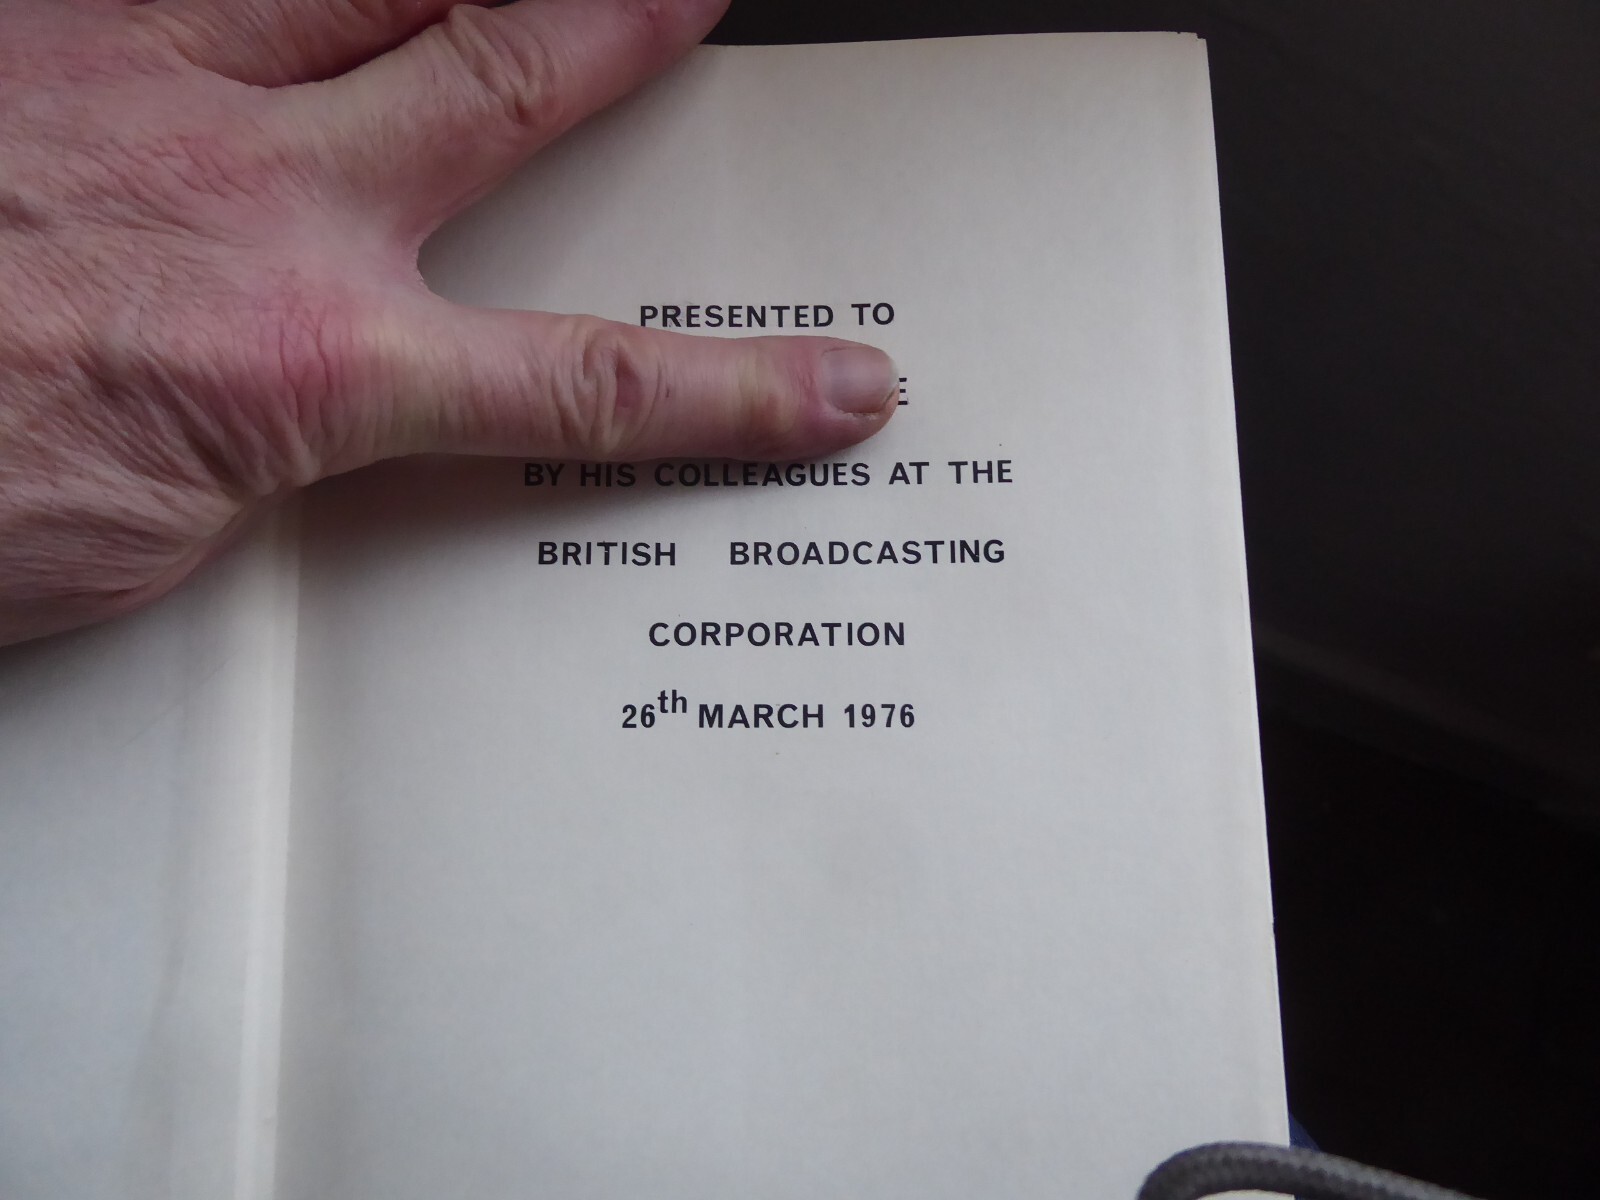 PRESENTED TO
BY HIS COLLEAGUES AT THE
BRITISH BROADCASTING
CORPORATION
26th MARCH 1976